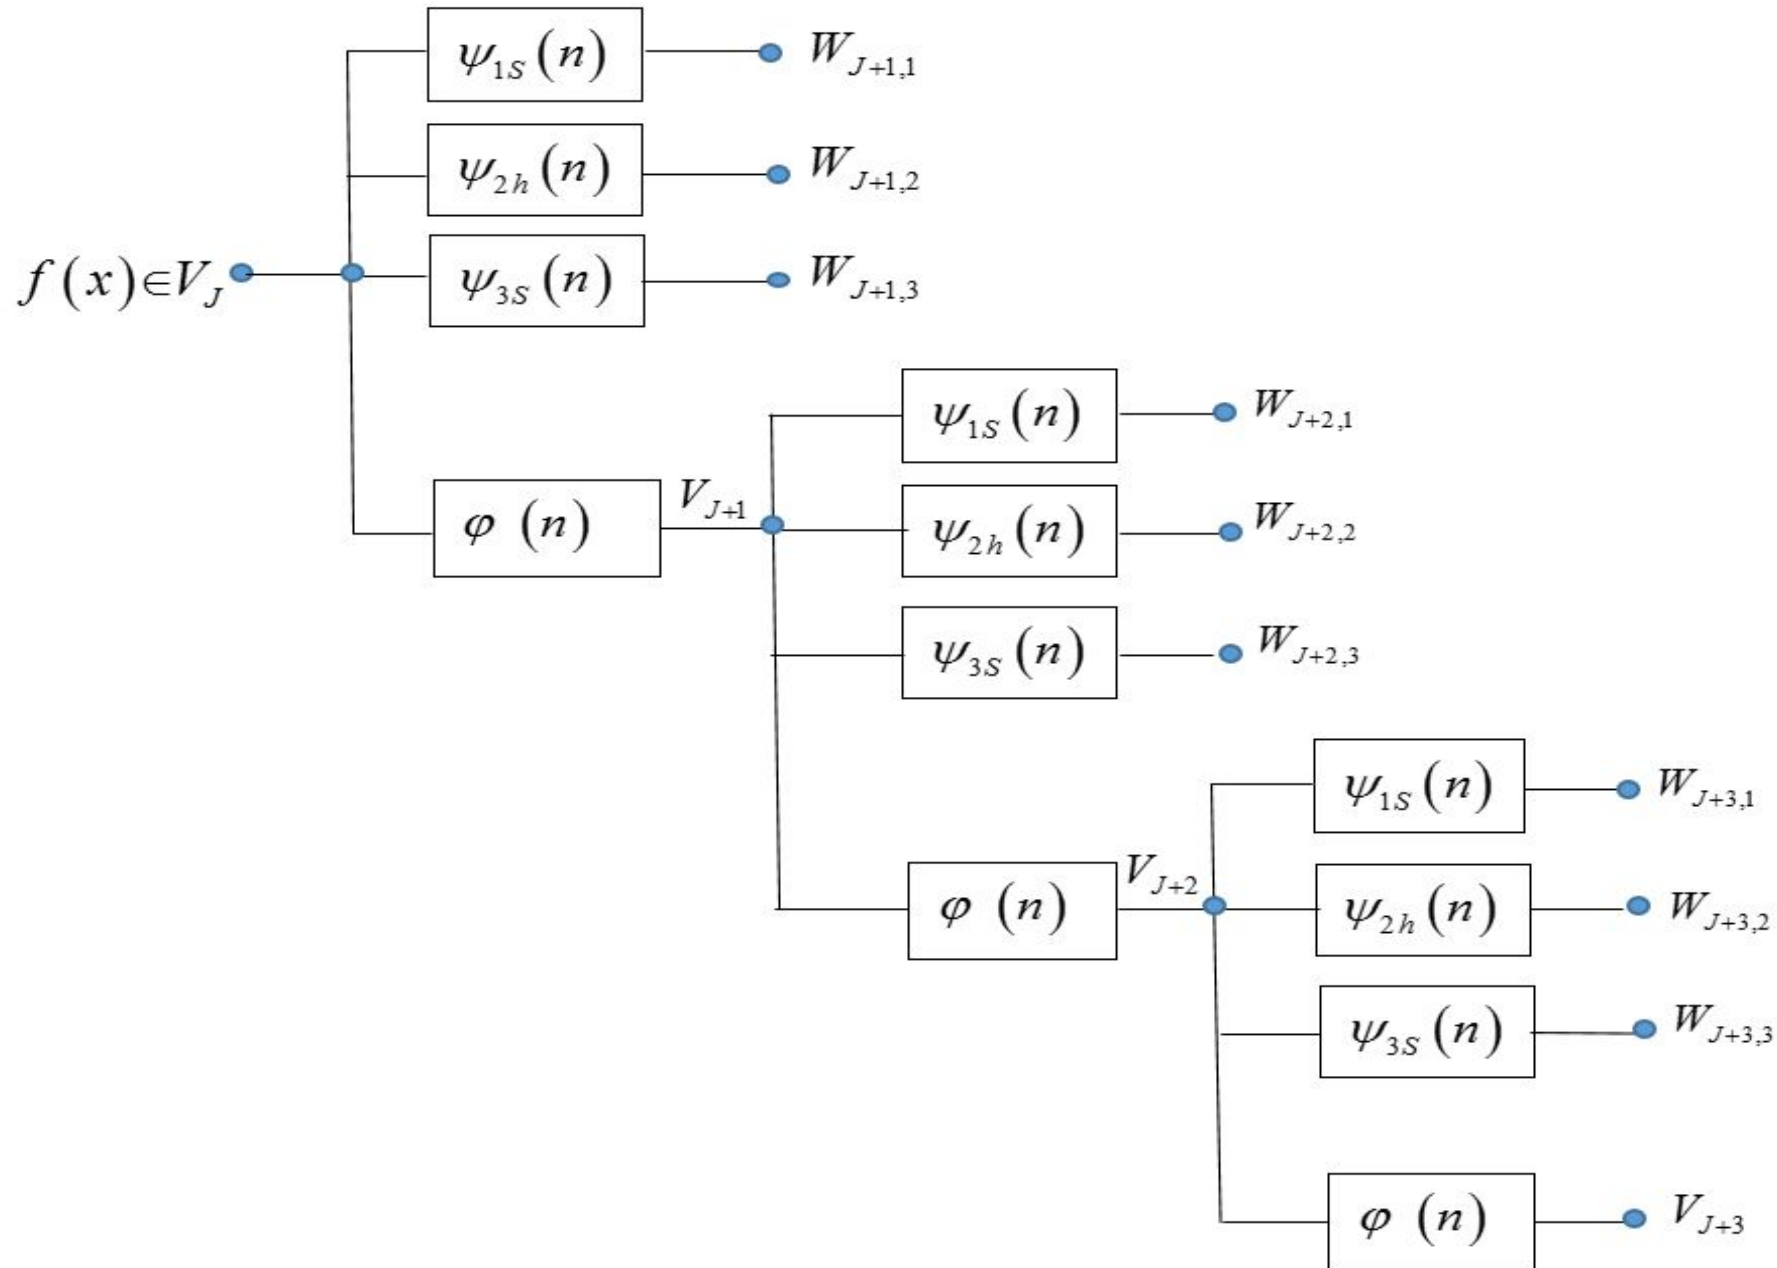 ψ₁S(n) W_{J+1,1}
ψ₂h(n) W_{J+1,2}
f(x)∈V_J ψ₃S(n) W_{J+1,3}
ψ₁S(n) W_{J+2,1}
φ (n) V_{J+1} ψ₂h(n) W_{J+2,2}
ψ₃S(n) W_{J+2,3}
ψ₁S(n) W_{J+3,1}
φ (n) V_{J+2} ψ₂h(n) W_{J+3,2}
ψ₃S(n) W_{J+3,3}
φ (n) V_{J+3}